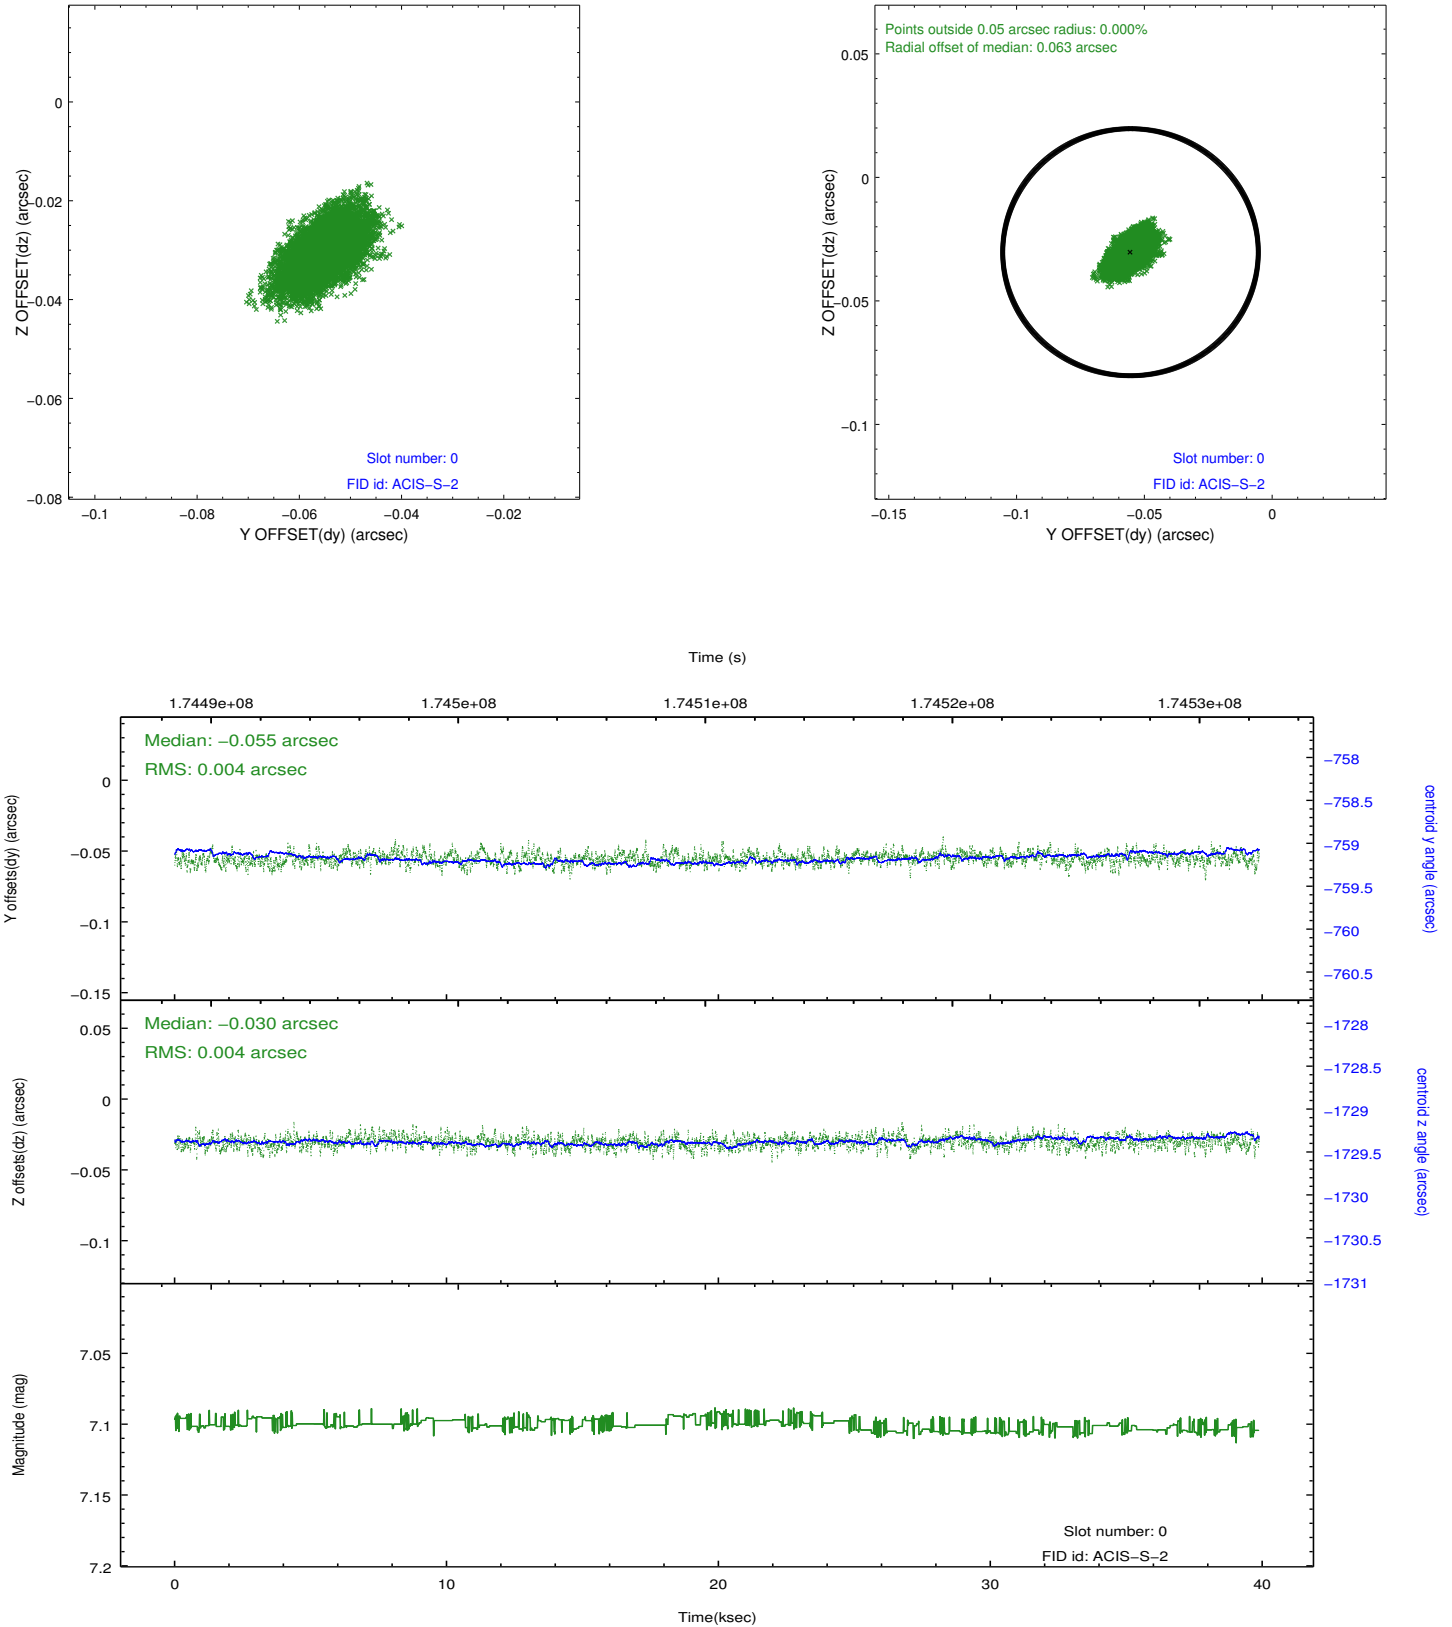 0
−0.02
−0.04
−0.06
−0.08
−0.1
−0.08
−0.06
−0.04
−0.02
Z OFFSET(dz) (arcsec)
Y OFFSET(dy) (arcsec)
Slot number: 0
FID id: ACIS−S−2
Points outside 0.05 arcsec radius: 0.000%
Radial offset of median: 0.063 arcsec
0.05
0
−0.05
−0.1
−0.15
−0.1
−0.05
0
Z OFFSET(dz) (arcsec)
Y OFFSET(dy) (arcsec)
Slot number: 0
FID id: ACIS−S−2
Time (s)
1.7449e+08
1.745e+08
1.7451e+08
1.7452e+08
1.7453e+08
Median: −0.055 arcsec
RMS: 0.004 arcsec
0
−0.05
−0.1
−0.15
Y offsets(dy) (arcsec)
−758
−758.5
−759
−759.5
−760
−760.5
centroid y angle (arcsec)
Median: −0.030 arcsec
RMS: 0.004 arcsec
0.05
0
−0.05
−0.1
Z offsets(dz) (arcsec)
−1728
−1728.5
−1729
−1729.5
−1730
−1730.5
−1731
centroid z angle (arcsec)
7.05
7.1
7.15
7.2
Magnitude (mag)
Slot number: 0
FID id: ACIS−S−2
0
10
20
30
40
Time(ksec)